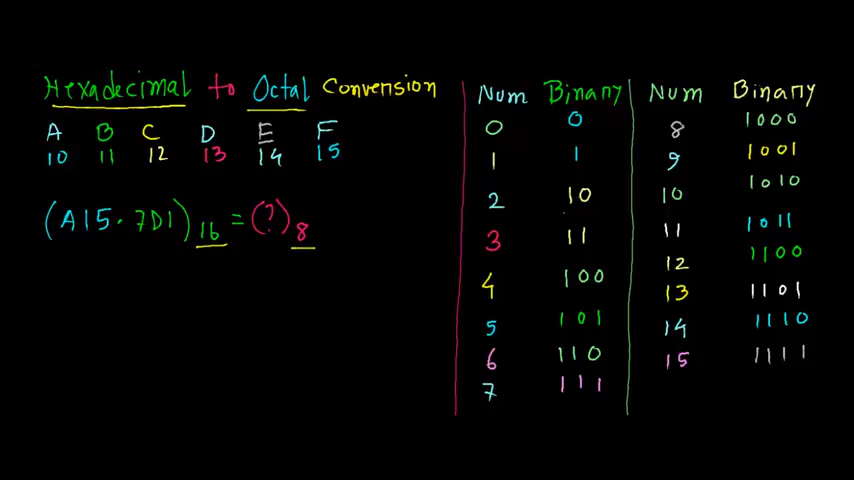 Hexadecimal to Octal Conversion
A B C D E F
10 11 12 13 14 15
(A15.7D1)16 = (?)8
Num Binary Num Binary
0 0 8 1000
1 1 9 1001
2 10 10 1010
3 11 11 1011
4 100 12 1100
5 101 13 1101
6 110 14 1110
7 111 15 1111